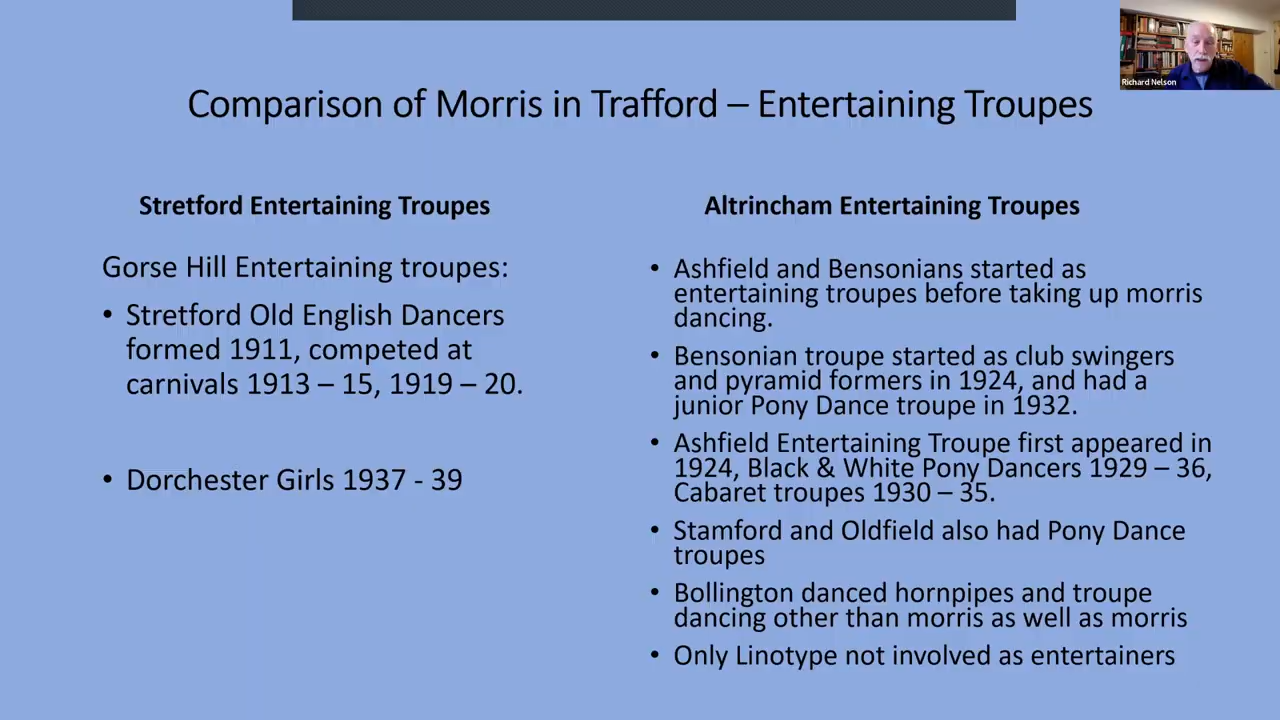 Richard Nelson
Comparison of Morris in Trafford – Entertaining Troupes
Stretford Entertaining Troupes
Gorse Hill Entertaining troupes:
• Stretford Old English Dancers
formed 1911, competed at
carnivals 1913 – 15, 1919 – 20.
• Dorchester Girls 1937 - 39
Altrincham Entertaining Troupes
• Ashfield and Bensonians started as
entertaining troupes before taking up morris
dancing.
• Bensonian troupe started as club swingers
and pyramid formers in 1924, and had a
junior Pony Dance troupe in 1932.
• Ashfield Entertaining Troupe first appeared in
1924, Black & White Pony Dancers 1929 – 36,
Cabaret troupes 1930 – 35.
• Stamford and Oldfield also had Pony Dance
troupes
• Bollington danced hornpipes and troupe
dancing other than morris as well as morris
• Only Linotype not involved as entertainers